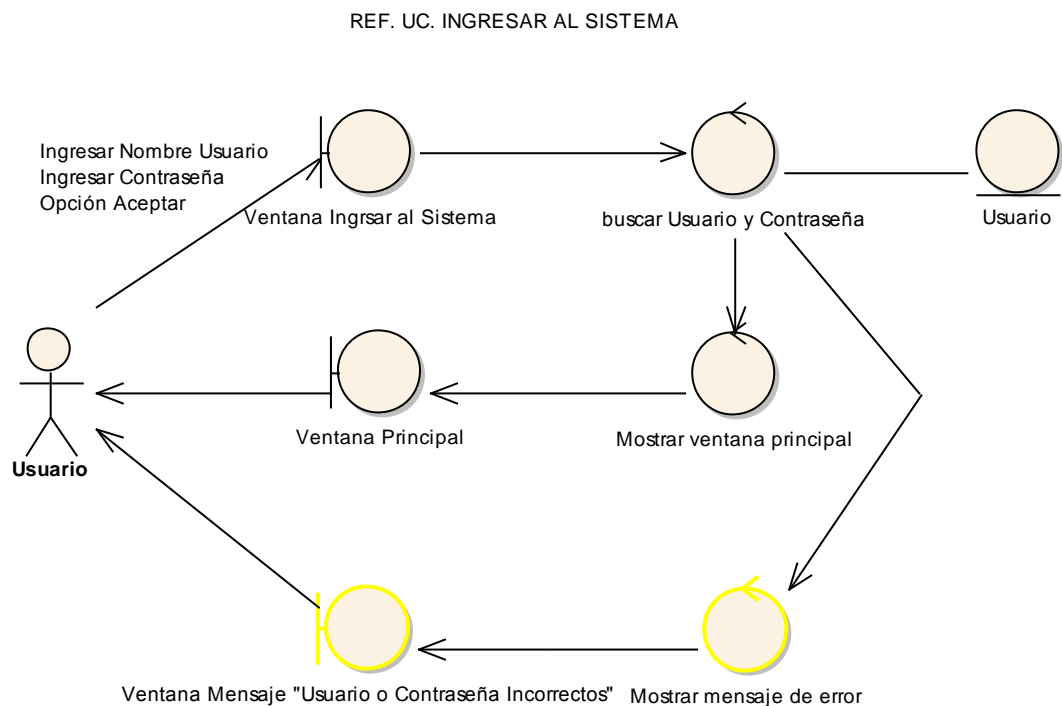 REF. UC. INGRESAR AL SISTEMA
Ingresar Nombre Usuario
Ingresar Contraseña
Opción Aceptar
Ventana Ingrsar al Sistema
buscar Usuario y Contraseña
Usuario
Usuario
Ventana Principal
Mostrar ventana principal
Ventana Mensaje "Usuario o Contraseña Incorrectos"
Mostrar mensaje de error